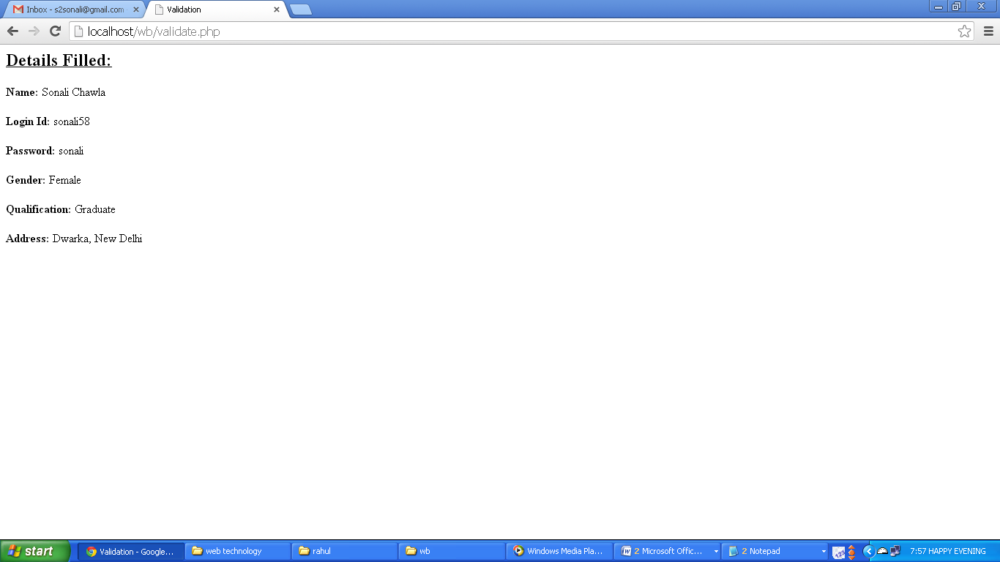 Inbox - s2sonali@gmail.com
Validation
localhost/wb/validate.php
Details Filled:
Name: Sonali Chawla
Login Id: sonali58
Password: sonali
Gender: Female
Qualification: Graduate
Address: Dwarka, New Delhi
start
Validation - Google...
web technology
rahul
wb
Windows Media Pla...
2 Microsoft Offic...
2 Notepad
7:57 HAPPY EVENING